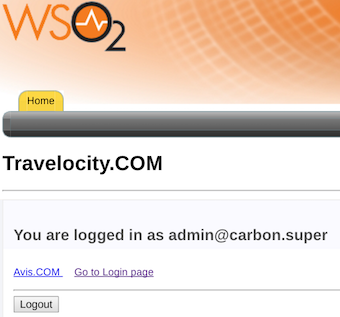 WSO2
Home
Travelocity.COM
You are logged in as admin@carbon.super
Avis.COM Go to Login page
Logout